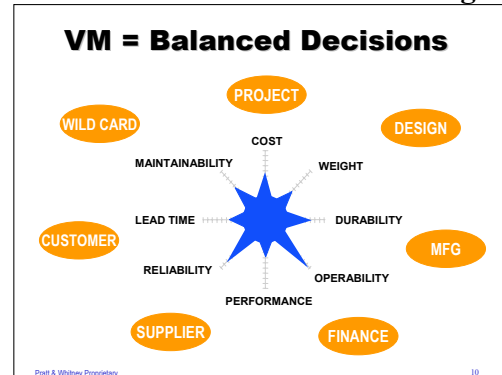 VM = Balanced Decisions
PROJECT
WILD CARD
DESIGN
COST
MAINTAINABILITY
WEIGHT
LEAD TIME
DURABILITY
CUSTOMER
MFG
RELIABILITY
OPERABILITY
PERFORMANCE
SUPPLIER
FINANCE
Pratt & Whitney Proprietary
10